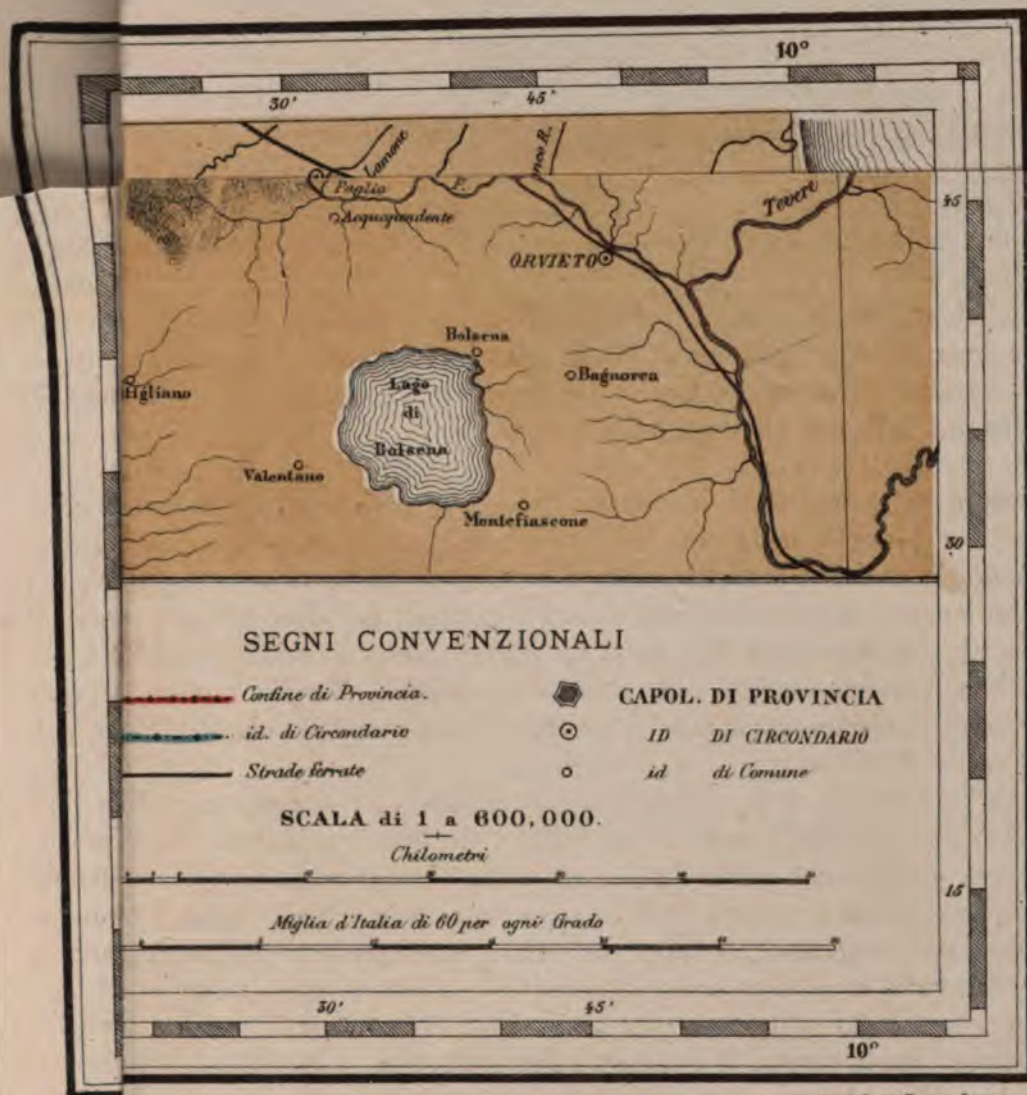 10°
30' 45'
Lamone
Paglia F.
Acquapendente
Tevere
45
ORVIETO
Bolsena
Lago
di
Bolsena
Bagnorea
igliano
Valentano
Montefiascone
30
SEGNI CONVENZIONALI
Confine di Provincia.
id. di Circondario
Strade ferrate
CAPOL. DI PROVINCIA
ID DI CIRCONDARIO
id di Comune
SCALA di 1 a 600,000.
Chilometri
15
Miglia d'Italia di 60 per ogni Grado
30' 45'
10°